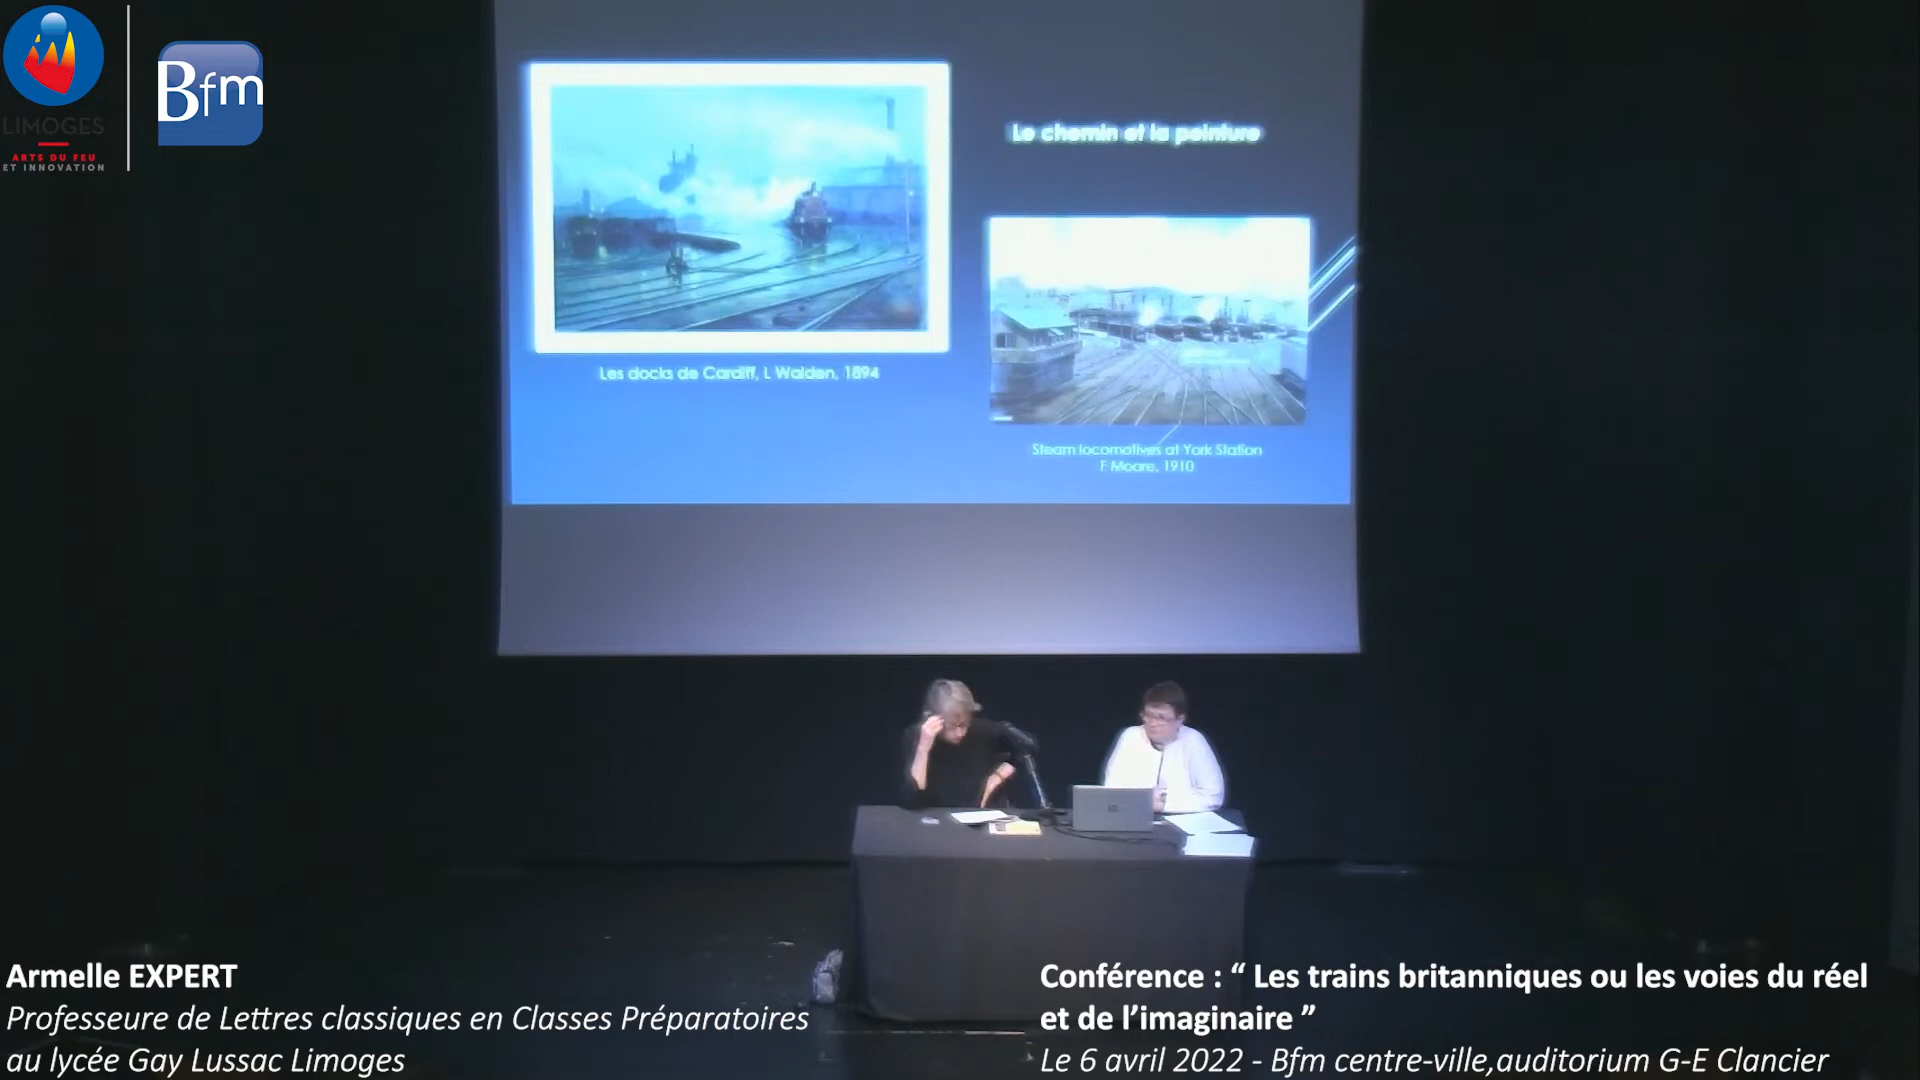 LIMOGES
ARTS DU FEU
ET INNOVATION
Bfm
Le chemin et la peinture
Les docks de Cardiff, L Walden, 1894
Steam locomotives at York Station
F Moore, 1910
Armelle EXPERT
Professeure de Lettres classiques en Classes Préparatoires
au lycée Gay Lussac Limoges
Conférence : “ Les trains britanniques ou les voies du réel
et de l’imaginaire ”
Le 6 avril 2022 - Bfm centre-ville,auditorium G-E Clancier